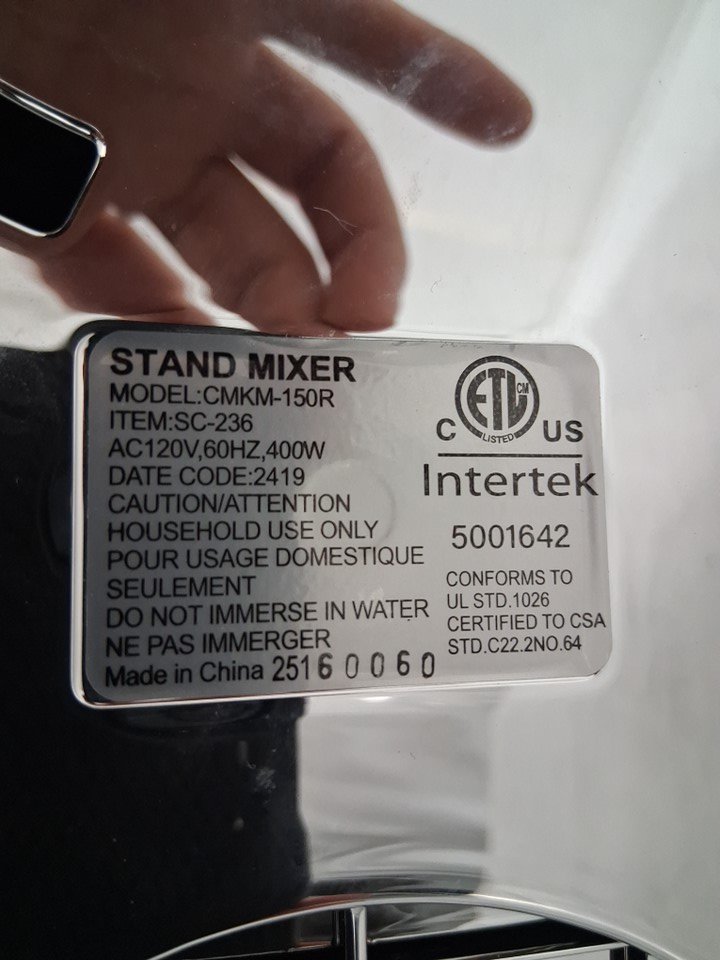 STAND MIXER
MODEL:CMKM-150R
ITEM:SC-236
AC120V,60HZ,400W
DATE CODE:2419
CAUTION/ATTENTION
HOUSEHOLD USE ONLY
POUR USAGE DOMESTIQUE
SEULEMENT
DO NOT IMMERSE IN WATER
NE PAS IMMERGER
Made in China 25160060
ETL CM
LISTED
C US
Intertek
5001642
CONFORMS TO
UL STD.1026
CERTIFIED TO CSA
STD.C22.2NO.64